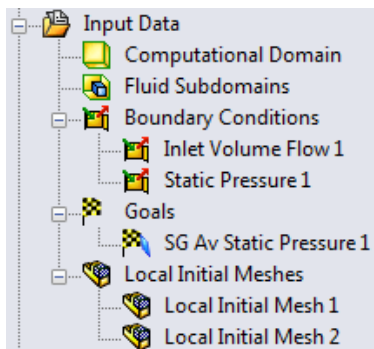 Input Data
Computational Domain
Fluid Subdomains
Boundary Conditions
Inlet Volume Flow 1
Static Pressure 1
Goals
SG Av Static Pressure 1
Local Initial Meshes
Local Initial Mesh 1
Local Initial Mesh 2